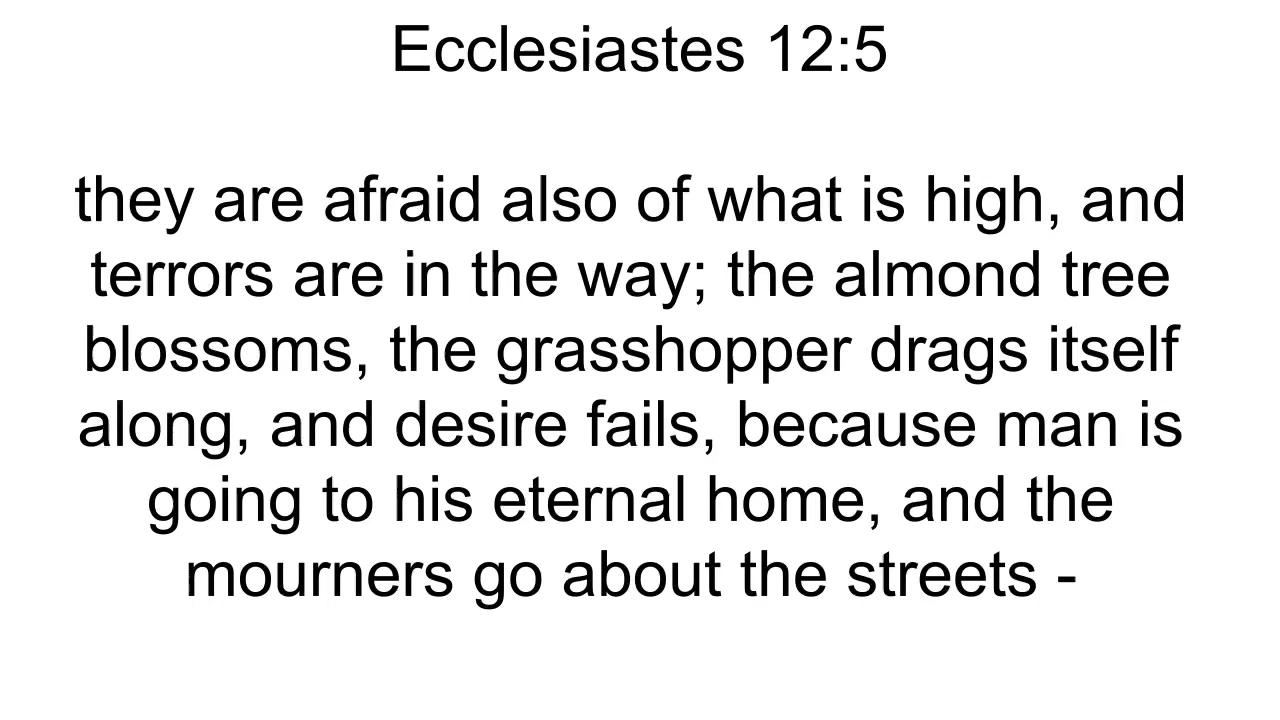 Ecclesiastes 12:5
they are afraid also of what is high, and
terrors are in the way; the almond tree
blossoms, the grasshopper drags itself
along, and desire fails, because man is
going to his eternal home, and the
mourners go about the streets -